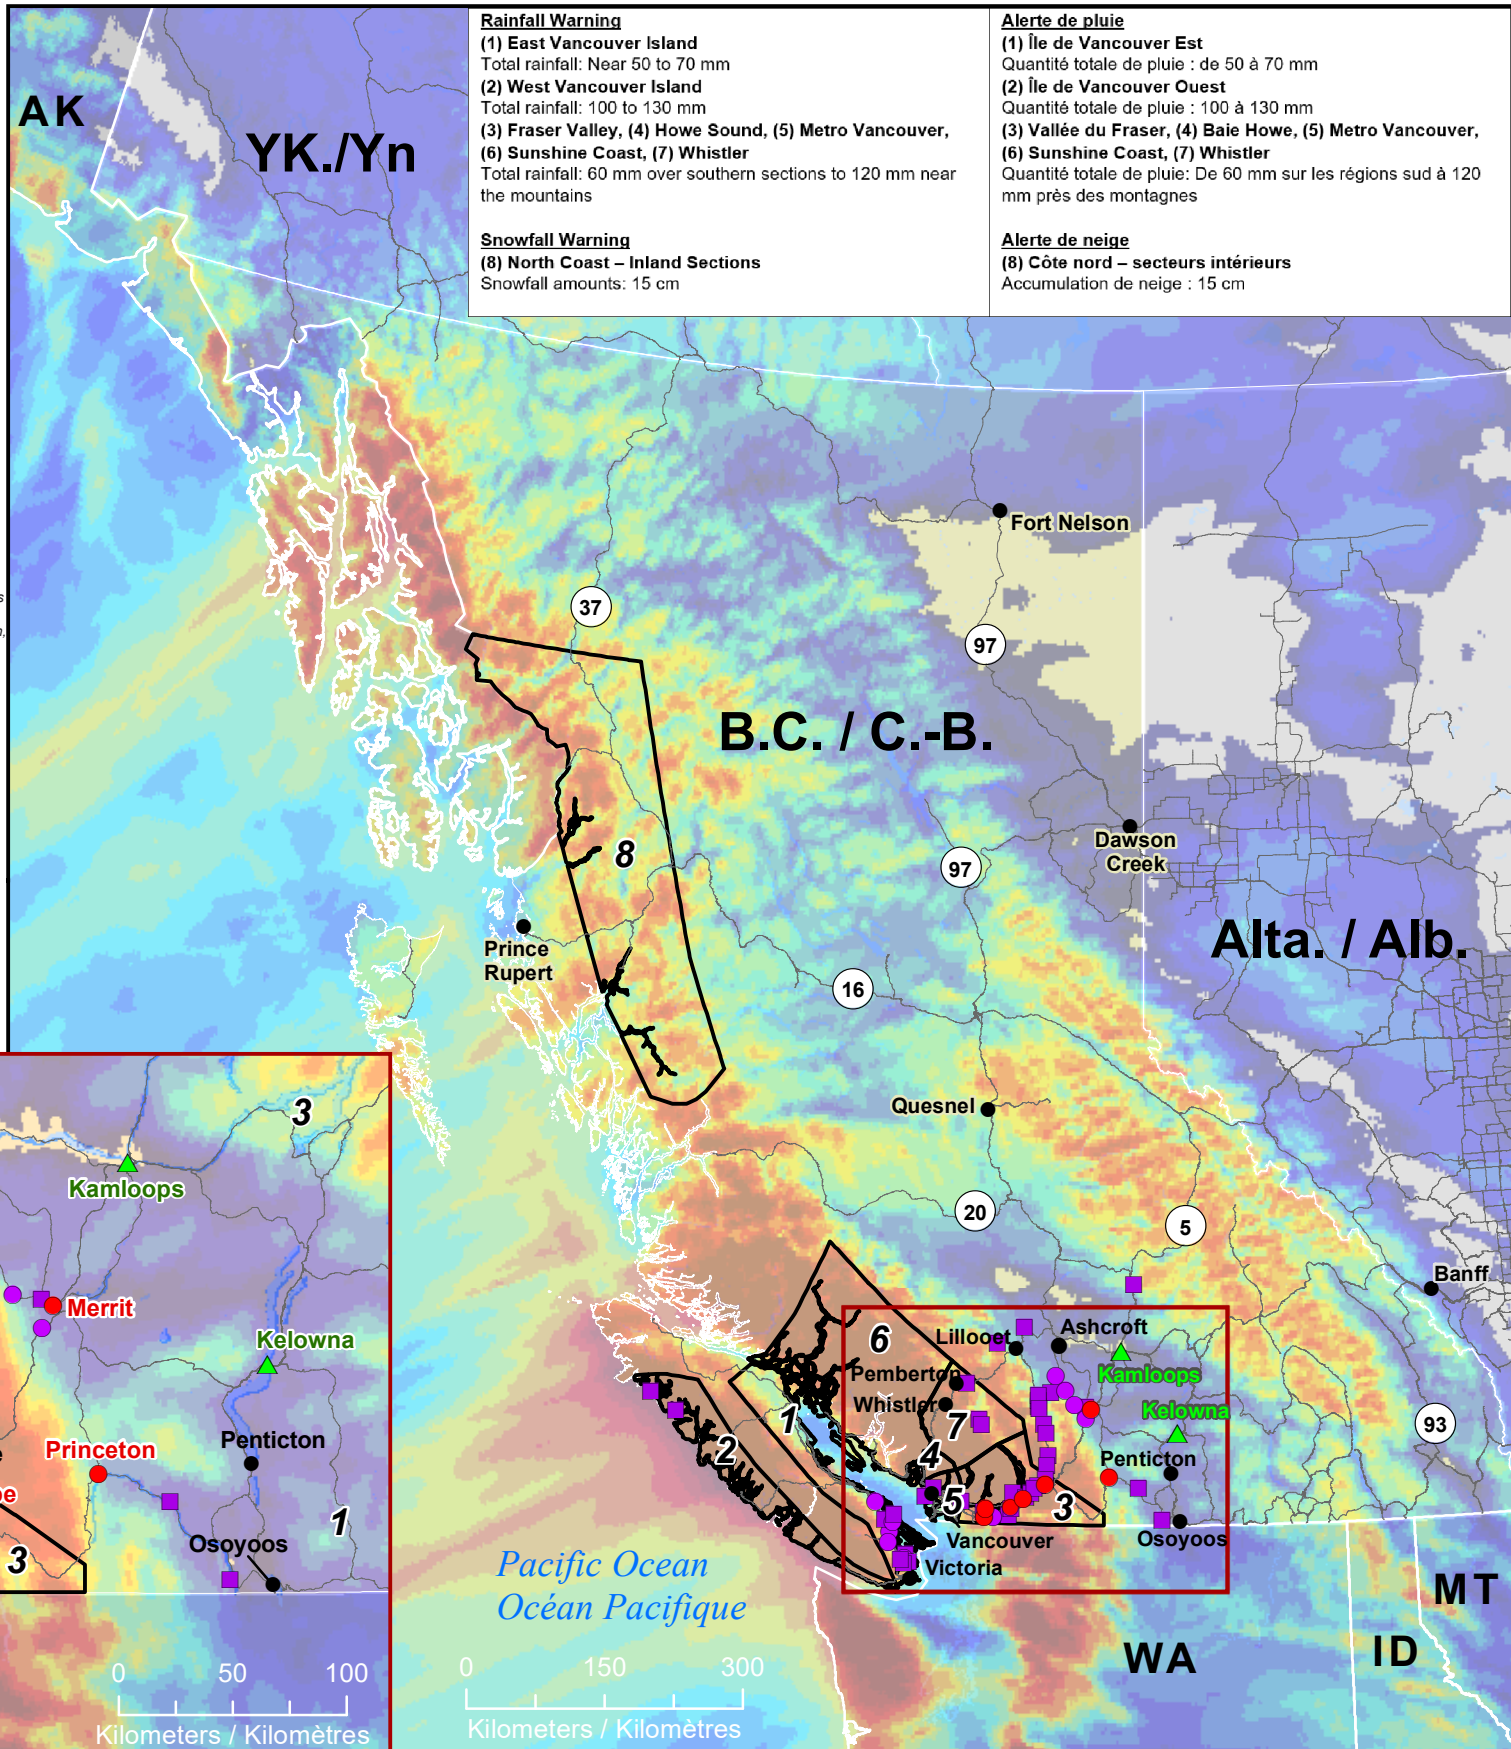 Rainfall Warning
(1) East Vancouver Island
Total rainfall: Near 50 to 70 mm
(2) West Vancouver Island
Total rainfall: 100 to 130 mm
(3) Fraser Valley, (4) Howe Sound, (5) Metro Vancouver,
(6) Sunshine Coast, (7) Whistler
Total rainfall: 60 mm over southern sections to 120 mm near
the mountains
Snowfall Warning
(8) North Coast – Inland Sections
Snowfall amounts: 15 cm
Alerte de pluie
(1) Île de Vancouver Est
Quantité totale de pluie : de 50 à 70 mm
(2) Île de Vancouver Ouest
Quantité totale de pluie : 100 à 130 mm
(3) Vallée du Fraser, (4) Baie Howe, (5) Metro Vancouver,
(6) Sunshine Coast, (7) Whistler
Quantité totale de pluie: De 60 mm sur les régions sud à 120
mm près des montagnes
Alerte de neige
(8) Côte nord – secteurs intérieurs
Accumulation de neige : 15 cm
AK
YK./Yn
Fort Nelson
37
97
B.C. / C.-B.
Dawson
Creek
8
97
Alta. / Alb.
Prince
Rupert
16
Quesnel
20
5
Banff
6
Lillooet
Ashcroft
Pemberton
Kamloops
Whistler
Kelowna
1
7
93
2
4
Penticton
5
3
Vancouver
Osoyoos
Victoria
Pacific Ocean
Océan Pacifique
MT
WA
ID
0 150 300
Kilometers / Kilomètres
3
Kamloops
Merrit
Kelowna
Princeton
Penticton
1
Osoyoos
3
0 50 100
Kilometers / Kilomètres